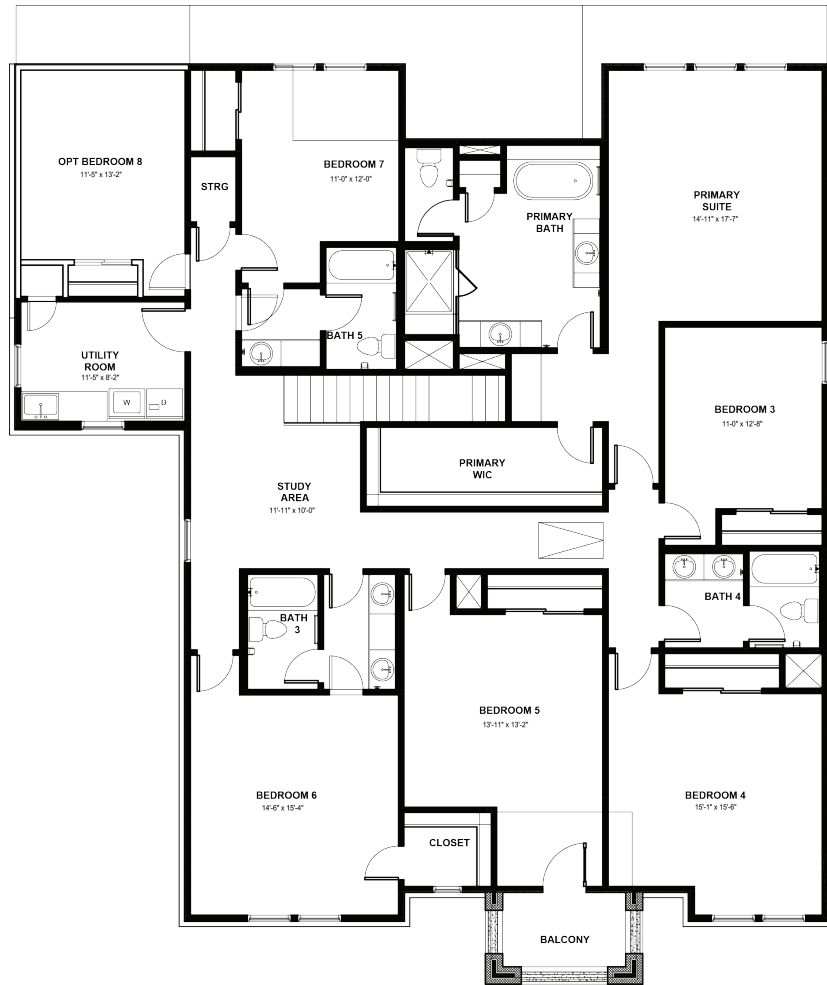 OPT BEDROOM 8
11'-5" x 13'-2"
STRG
BEDROOM 7
11'-0" x 12'-0"
PRIMARY
BATH
PRIMARY
SUITE
14'-11" x 17'-7"
BATH 5
UTILITY
ROOM
11'-5" x 8'-2"
W
D
BEDROOM 3
11-0" x 12'-8"
PRIMARY
WIC
STUDY
AREA
11'-11" x 10'-0"
BATH
3
BATH 4
BEDROOM 5
13'-11" x 13'-2"
BEDROOM 6
14'-6" x 15'-4"
BEDROOM 4
15'-1" x 15'-6"
CLOSET
BALCONY